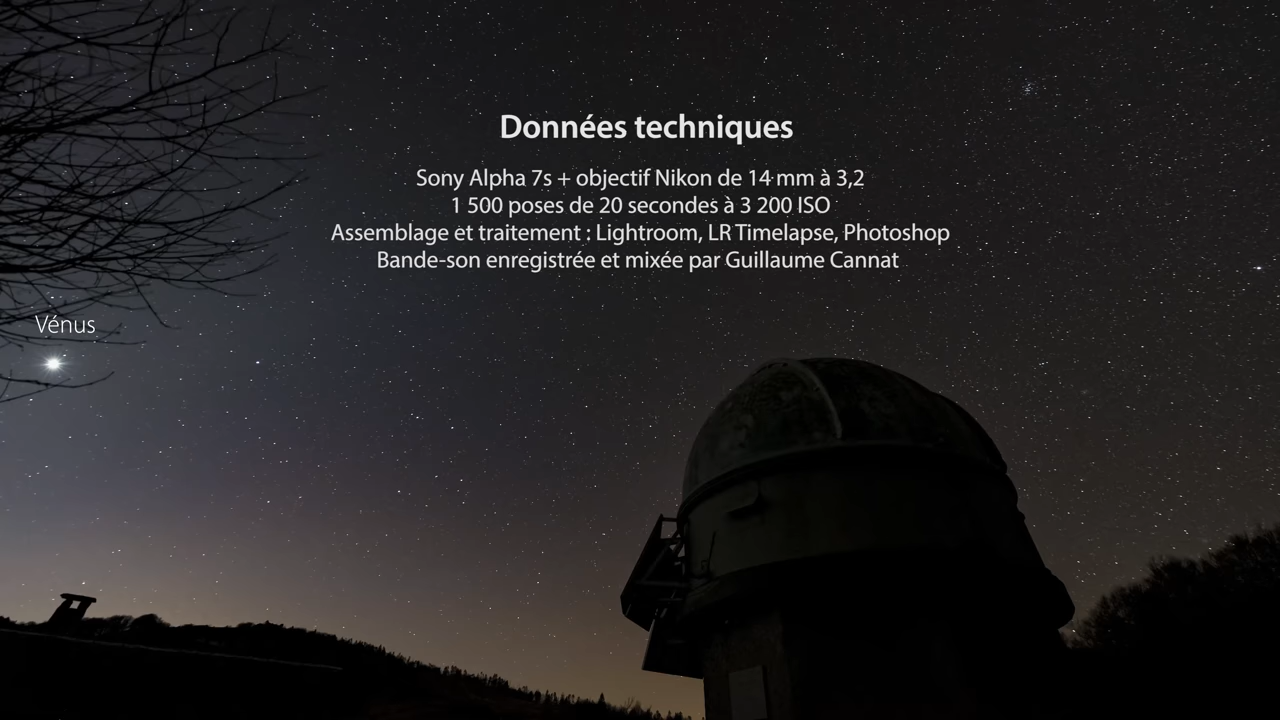 Données techniques
Sony Alpha 7s + objectif Nikon de 14 mm à 3,2
1 500 poses de 20 secondes à 3 200 ISO
Assemblage et traitement : Lightroom, LR Timelapse, Photoshop
Bande-son enregistrée et mixée par Guillaume Cannat
Vénus